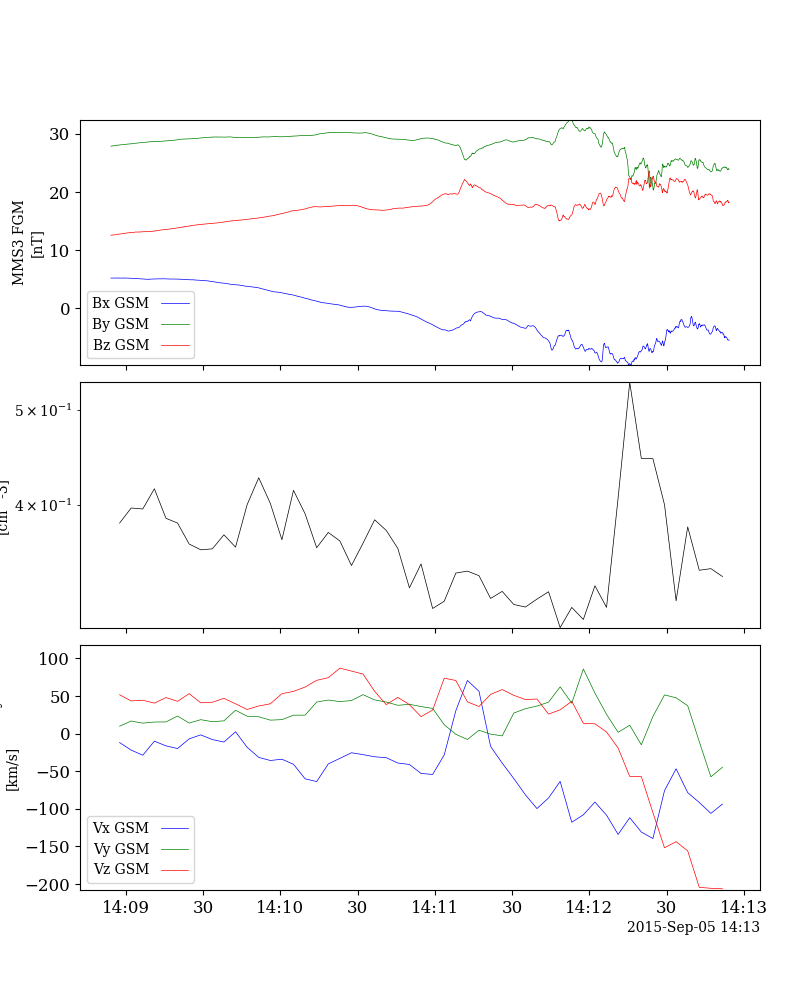 30
20
10
0
MMS3 FGM
[nT]
Bx GSM
By GSM
Bz GSM
5 × 10⁻¹
4 × 10⁻¹
100
50
0
−50
−100
−150
−200
[km/s]
Vx GSM
Vy GSM
Vz GSM
14:09 30 14:10 30 14:11 30 14:12 30 14:13
2015-Sep-05 14:13